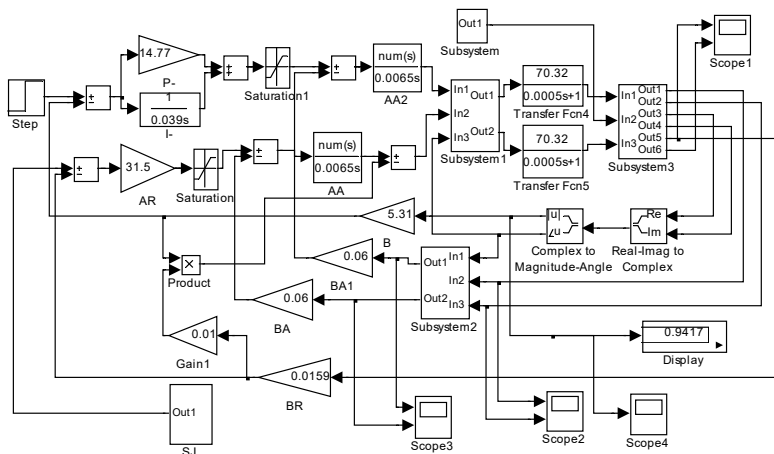 Step
14.77
P-
1
0.039s
I-
Saturation1
num(s)
0.0065s
AA2
Out1
Subsystem
In1
In2
In3
Out1
Out2
Subsystem1
70.32
0.0005s+1
Transfer Fcn4
70.32
0.0005s+1
Transfer Fcn5
In1
In2
In3
Out1
Out2
Out3
Out4
Out5
Out6
Subsystem3
Scope1
31.5
AR
Saturation
num(s)
0.0065s
AA
5.31
B
|u|
∠u
Complex to
Magnitude-Angle
Re
Im
Real-Imag to
Complex
Product
0.06
BA1
0.06
BA
Out1
Out2
In1
In2
In3
Subsystem2
0.01
Gain1
0.0159
BR
0.9417
Display
Out1
SJ
Scope3
Scope2
Scope4